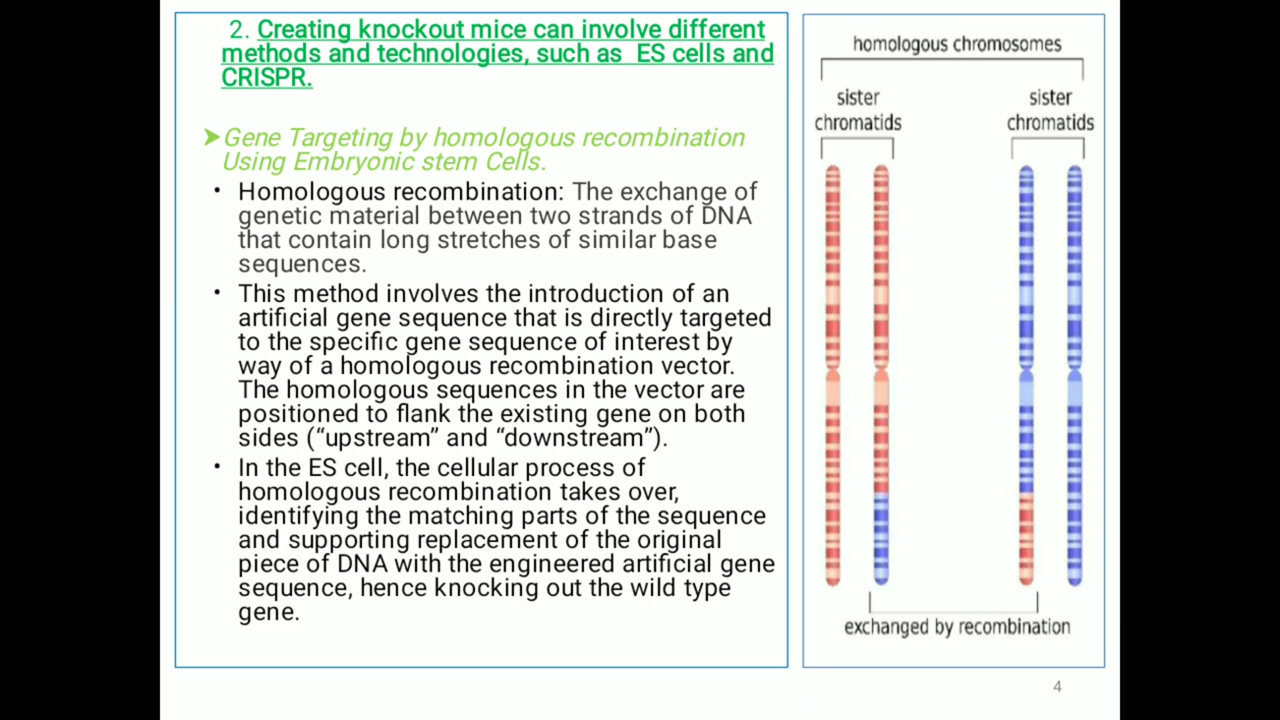 2. Creating knockout mice can involve different
methods and technologies, such as ES cells and
CRISPR.
➤Gene Targeting by homologous recombination
Using Embryonic stem Cells.
• Homologous recombination: The exchange of
genetic material between two strands of DNA
that contain long stretches of similar base
sequences.
• This method involves the introduction of an
artificial gene sequence that is directly targeted
to the specific gene sequence of interest by
way of a homologous recombination vector.
The homologous sequences in the vector are
positioned to flank the existing gene on both
sides (“upstream” and “downstream”).
• In the ES cell, the cellular process of
homologous recombination takes over,
identifying the matching parts of the sequence
and supporting replacement of the original
piece of DNA with the engineered artificial gene
sequence, hence knocking out the wild type
gene.
homologous chromosomes
sister
chromatids
sister
chromatids
exchanged by recombination
4